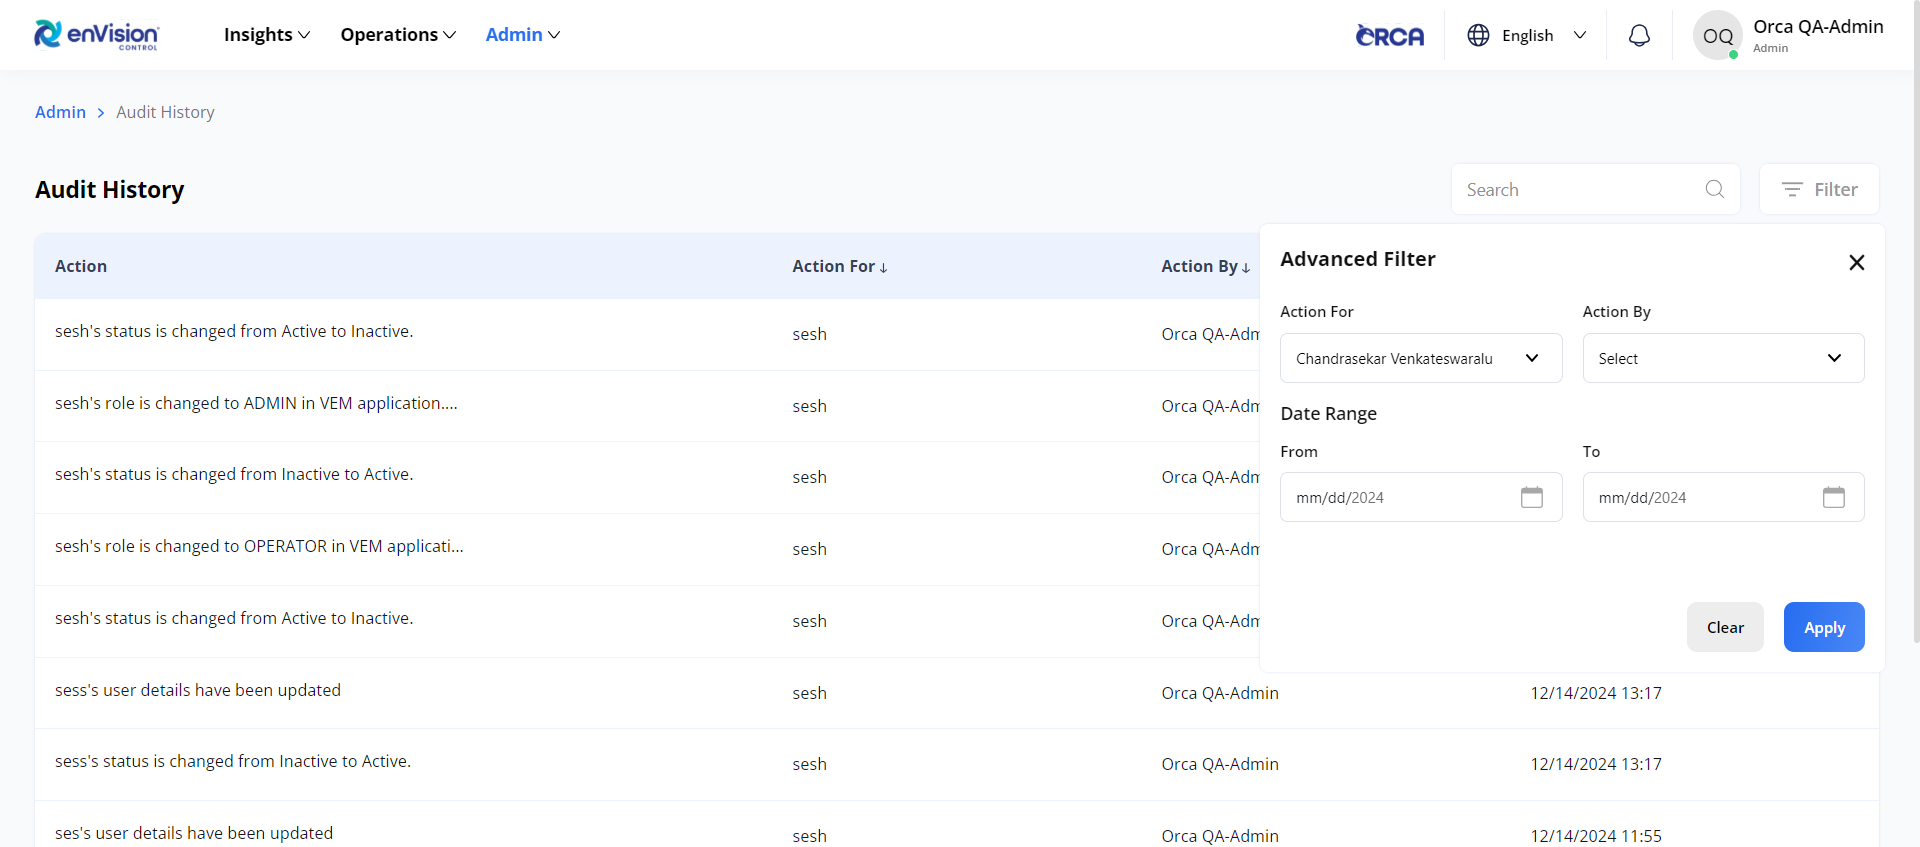 enVision
CONTROL
Insights
Operations
Admin
ORCA
English
OQ
Orca QA-Admin
Admin
Admin > Audit History
Audit History
Search
Filter
Action
Action For ↓
Action By ↓
sesh's status is changed from Active to Inactive.
sesh
Orca QA-Adm
sesh's role is changed to ADMIN in VEM application....
sesh
Orca QA-Adm
sesh's status is changed from Inactive to Active.
sesh
Orca QA-Adm
sesh's role is changed to OPERATOR in VEM applicati...
sesh
Orca QA-Adm
sesh's status is changed from Active to Inactive.
sesh
Orca QA-Adm
sess's user details have been updated
sesh
Orca QA-Admin
12/14/2024 13:17
sess's status is changed from Inactive to Active.
sesh
Orca QA-Admin
12/14/2024 13:17
ses's user details have been updated
sesh
Orca QA-Admin
12/14/2024 11:55
Advanced Filter
Action For
Action By
Chandrasekar Venkateswaralu
Select
Date Range
From
To
mm/dd/2024
mm/dd/2024
Clear
Apply